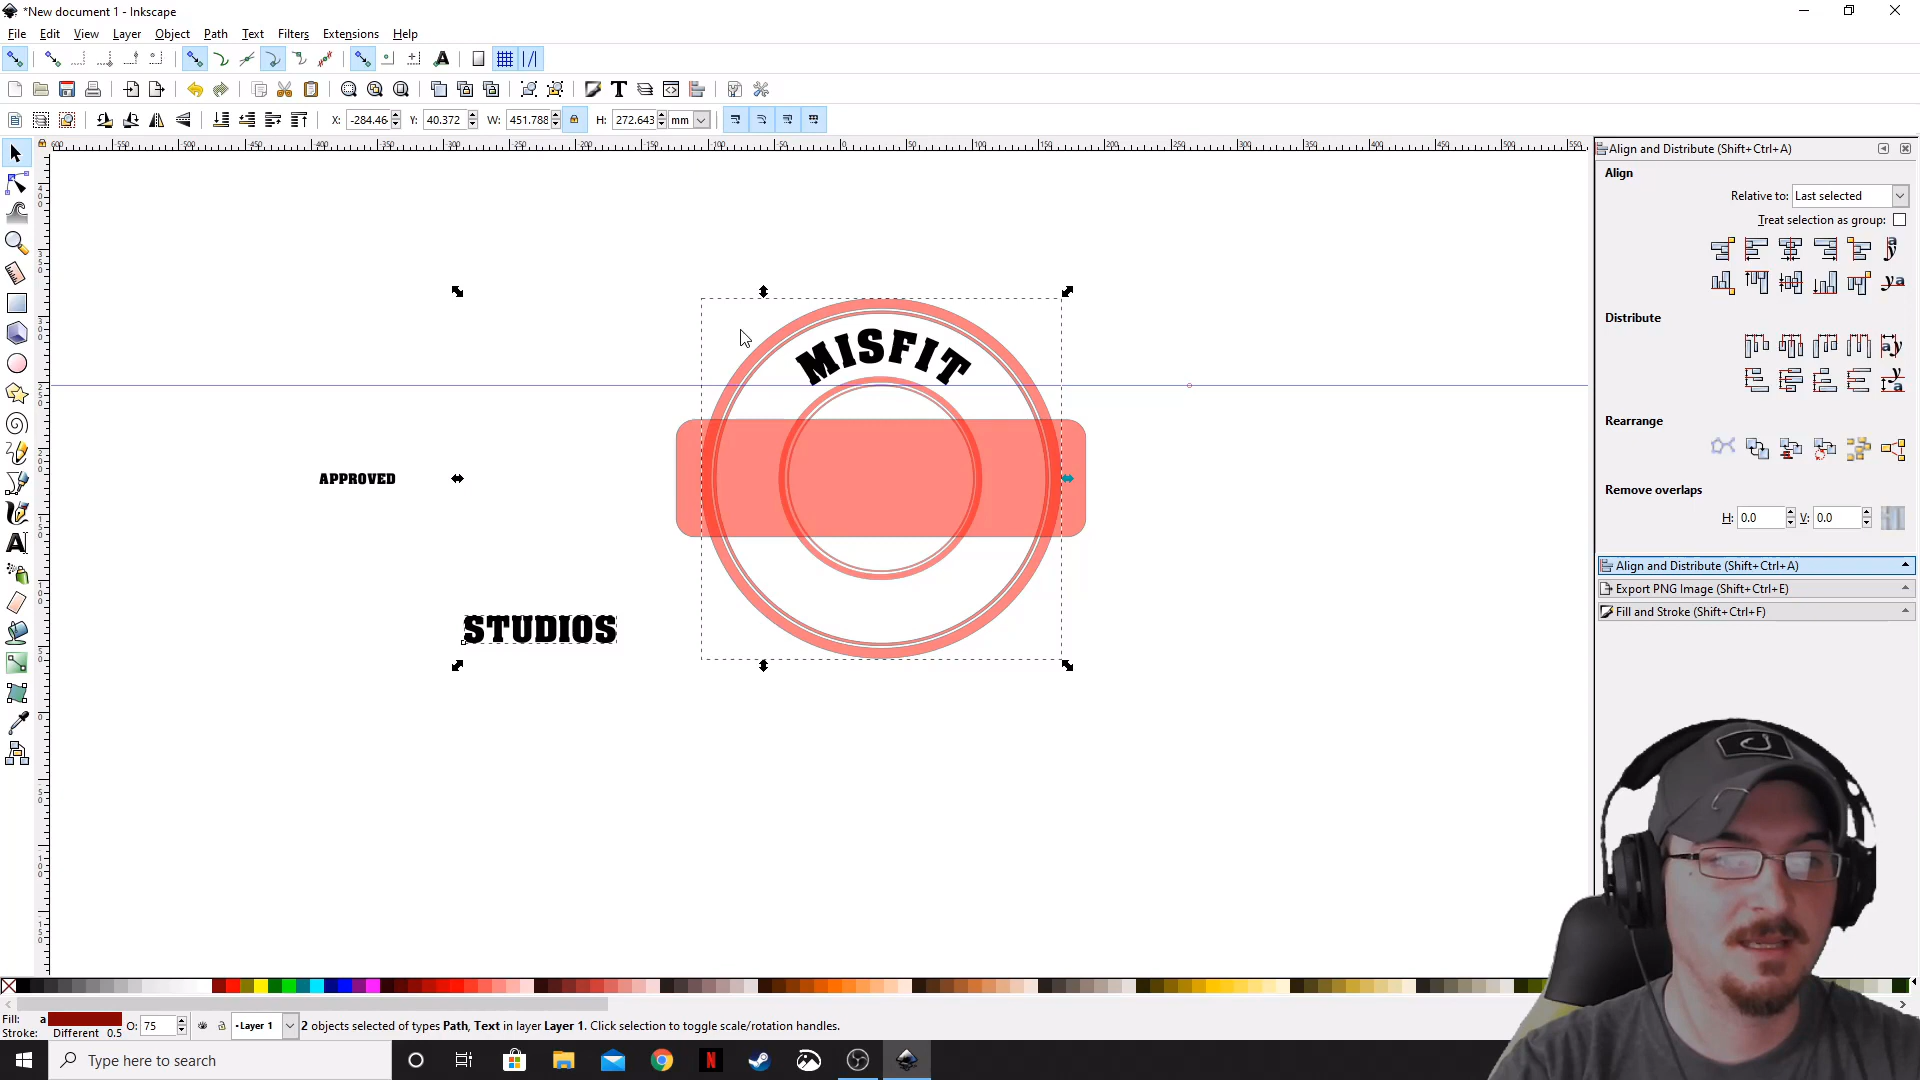 *New document 1 - Inkscape
File Edit View Layer Object Path Text Filters Extensions Help
X: -284.46 Y: 40.372 W: 451.788 H: 272.643 mm
Align and Distribute (Shift+Ctrl+A)
Align
Relative to: Last selected
Treat selection as group:
Distribute
Rearrange
Remove overlaps
H: 0.0 V: 0.0
Align and Distribute (Shift+Ctrl+A)
Export PNG Image (Shift+Ctrl+E)
Fill and Stroke (Shift+Ctrl+F)
MISFIT
APPROVED
STUDIOS
Fill: a O: 75 •Layer 1 2 objects selected of types Path, Text in layer Layer 1. Click selection to toggle scale/rotation handles.
Stroke: Different 0.5
Type here to search